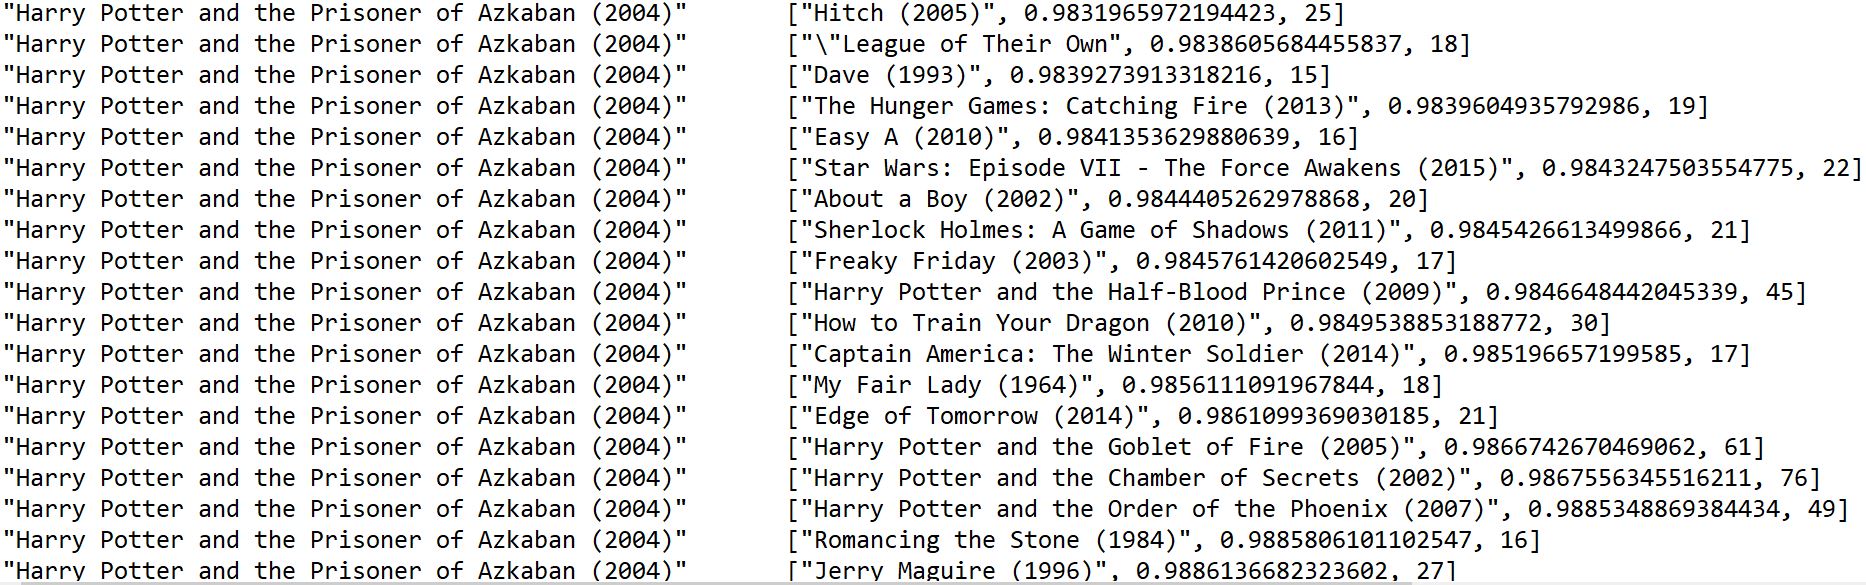 "Harry Potter and the Prisoner of Azkaban (2004)" ["Hitch (2005)", 0.9831965972194423, 25]
"Harry Potter and the Prisoner of Azkaban (2004)" ["\"League of Their Own", 0.9838605684455837, 18]
"Harry Potter and the Prisoner of Azkaban (2004)" ["Dave (1993)", 0.9839273913318216, 15]
"Harry Potter and the Prisoner of Azkaban (2004)" ["The Hunger Games: Catching Fire (2013)", 0.9839604935792986, 19]
"Harry Potter and the Prisoner of Azkaban (2004)" ["Easy A (2010)", 0.9841353629880639, 16]
"Harry Potter and the Prisoner of Azkaban (2004)" ["Star Wars: Episode VII - The Force Awakens (2015)", 0.9843247503554775, 22]
"Harry Potter and the Prisoner of Azkaban (2004)" ["About a Boy (2002)", 0.9844405262978868, 20]
"Harry Potter and the Prisoner of Azkaban (2004)" ["Sherlock Holmes: A Game of Shadows (2011)", 0.9845426613499866, 21]
"Harry Potter and the Prisoner of Azkaban (2004)" ["Freaky Friday (2003)", 0.9845761420602549, 17]
"Harry Potter and the Prisoner of Azkaban (2004)" ["Harry Potter and the Half-Blood Prince (2009)", 0.9846648442045339, 45]
"Harry Potter and the Prisoner of Azkaban (2004)" ["How to Train Your Dragon (2010)", 0.9849538853188772, 30]
"Harry Potter and the Prisoner of Azkaban (2004)" ["Captain America: The Winter Soldier (2014)", 0.985196657199585, 17]
"Harry Potter and the Prisoner of Azkaban (2004)" ["My Fair Lady (1964)", 0.9856111091967844, 18]
"Harry Potter and the Prisoner of Azkaban (2004)" ["Edge of Tomorrow (2014)", 0.9861099369030185, 21]
"Harry Potter and the Prisoner of Azkaban (2004)" ["Harry Potter and the Goblet of Fire (2005)", 0.9866742670469062, 61]
"Harry Potter and the Prisoner of Azkaban (2004)" ["Harry Potter and the Chamber of Secrets (2002)", 0.9867556345516211, 76]
"Harry Potter and the Prisoner of Azkaban (2004)" ["Harry Potter and the Order of the Phoenix (2007)", 0.9885348869384434, 49]
"Harry Potter and the Prisoner of Azkaban (2004)" ["Romancing the Stone (1984)", 0.9885806101102547, 16]
"Harry Potter and the Prisoner of Azkaban (2004)" ["Jerry Maguire (1996)", 0.9886136682323602, 27]